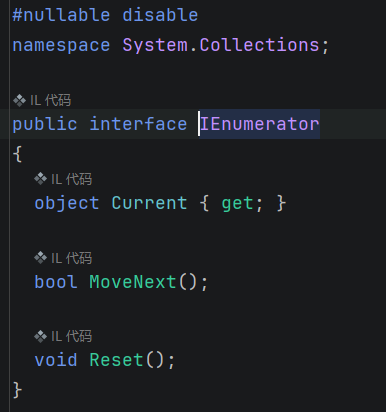 #nullable disable
namespace System.Collections;
IL 代码
public interface IEnumerator
{
IL 代码
object Current { get; }
IL 代码
bool MoveNext();
IL 代码
void Reset();
}